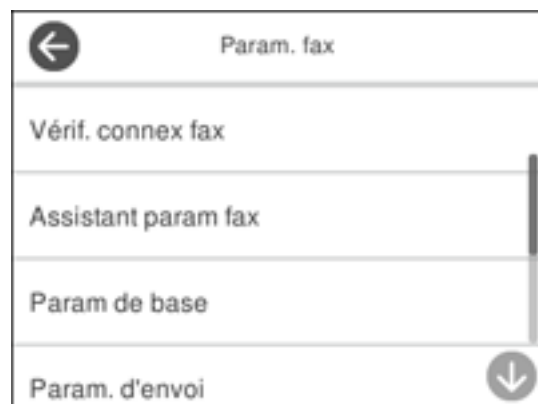 Param. fax
Vérif. connex fax
Assistant param fax
Param de base
Param. d'envoi